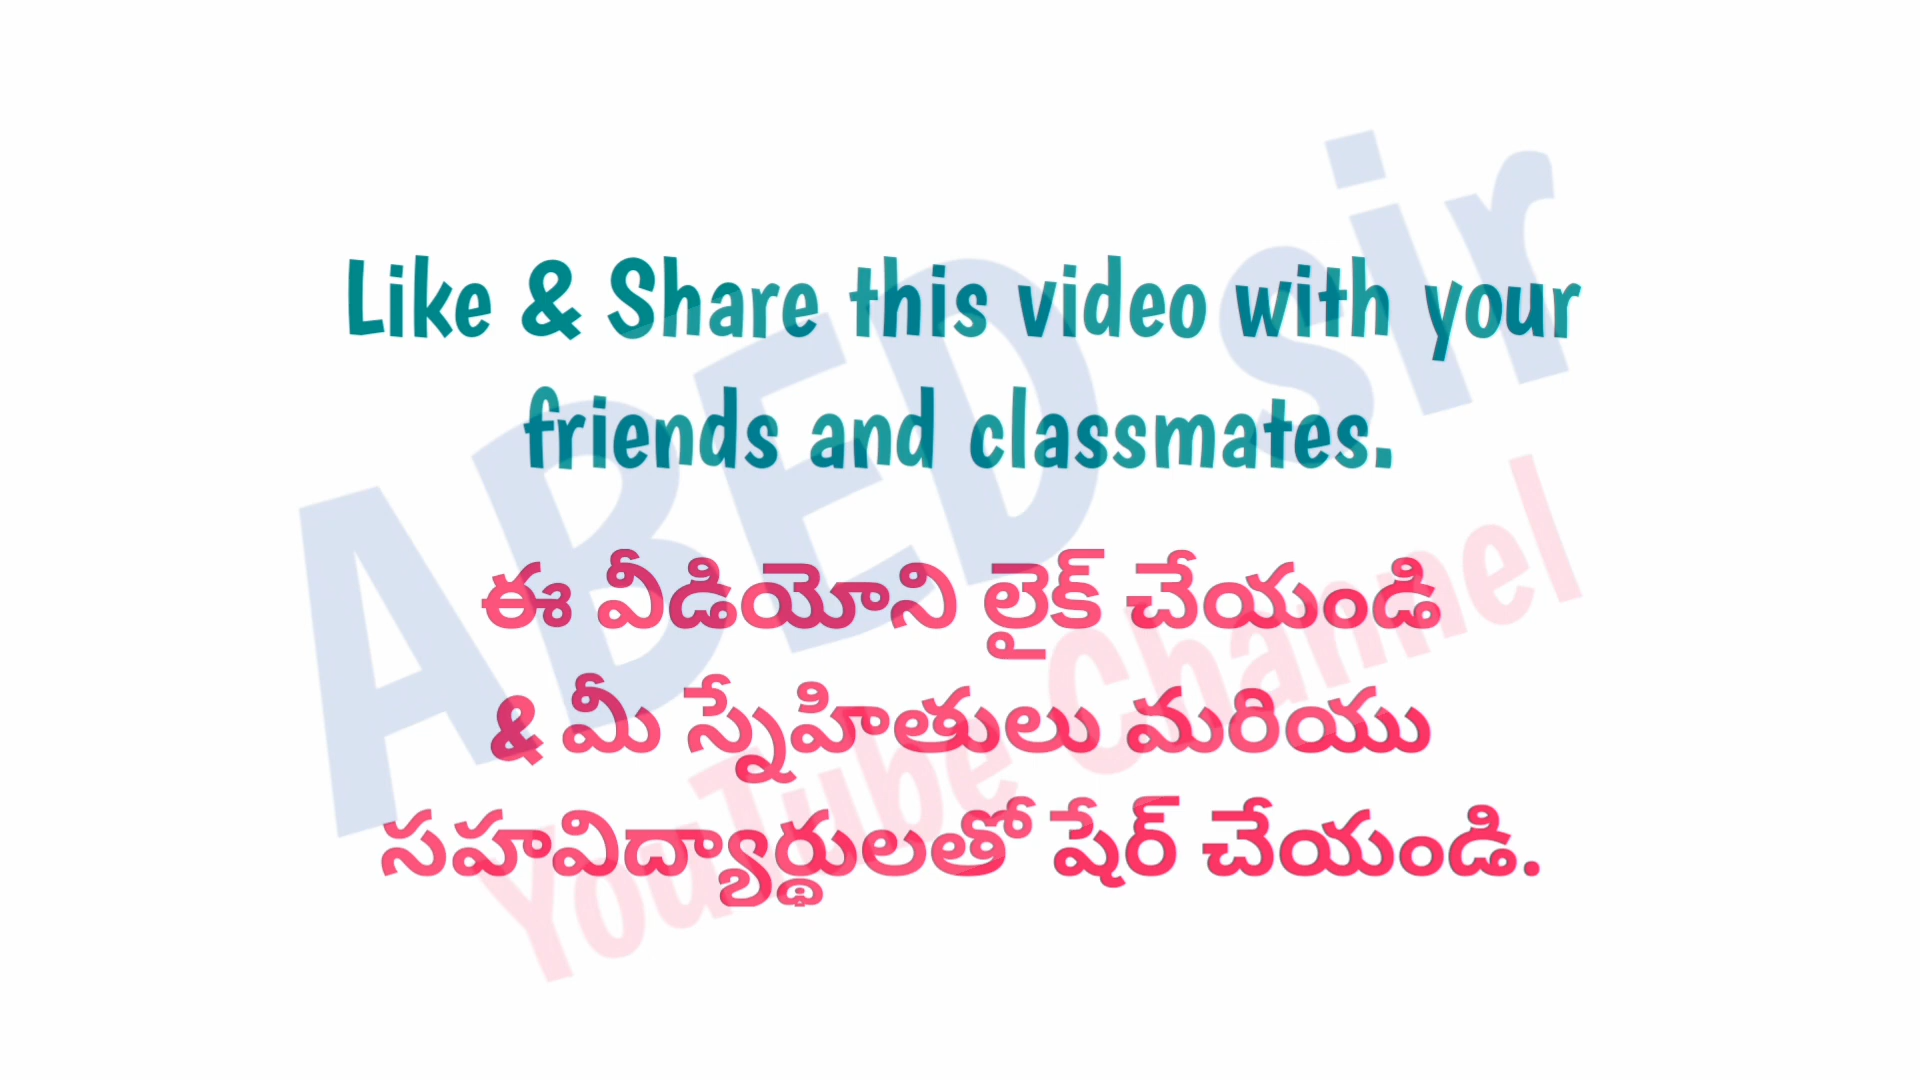 Like & Share this video with your
friends and classmates.
ఈ వీడియోని లైక్ చేయండి
& మీ స్నేహితులు మరియు
సహవిద్యార్థులతో షేర్ చేయండి.
ABED sir
YouTube Channel